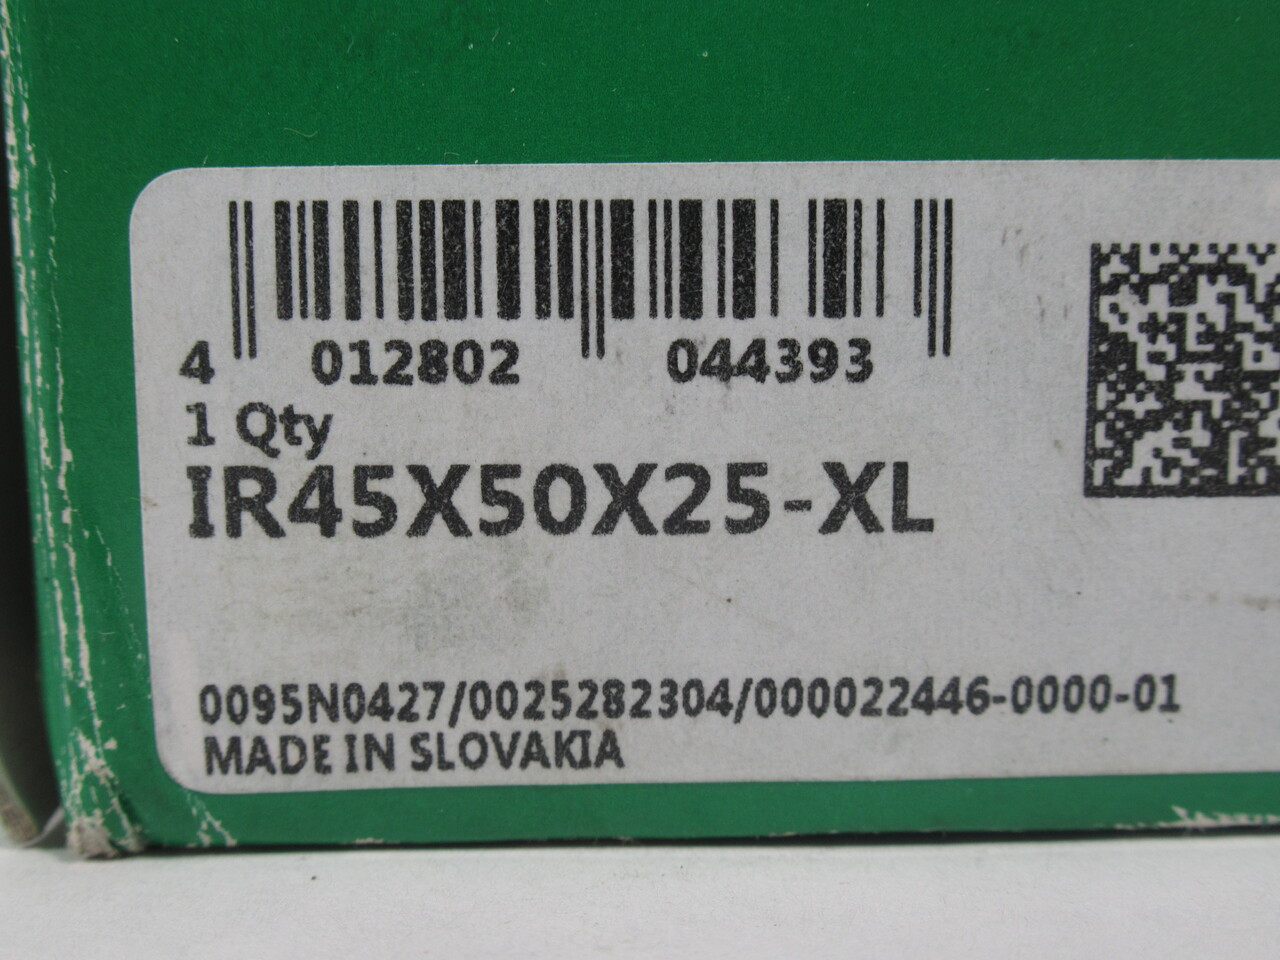 4 012802 044393
1 Qty
IR45X50X25-XL
0095N0427/0025282304/000022446-0000-01
MADE IN SLOVAKIA